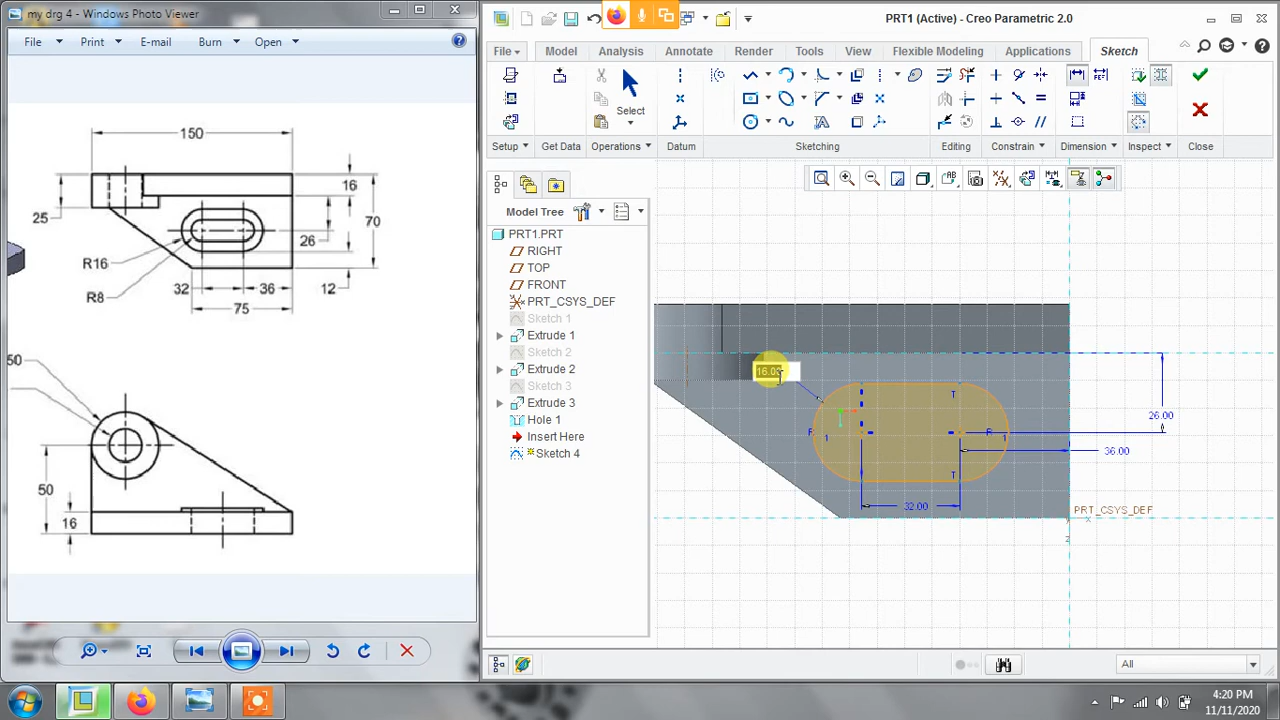 my drg 4 - Windows Photo Viewer
File Print E-mail Burn Open
150
16
25
70
26
R16
R8
32 36 12
75
50
50
16
PRT1 (Active) - Creo Parametric 2.0
File Model Analysis Annotate Render Tools View Flexible Modeling Applications Sketch
Select
Setup Get Data Operations Datum Sketching Editing Constrain Dimension Inspect Close
Model Tree
PRT1.PRT
RIGHT
TOP
FRONT
PRT_CSYS_DEF
Sketch 1
Extrude 1
Sketch 2
Extrude 2
Sketch 3
Extrude 3
Hole 1
Insert Here
Sketch 4
16.00
T
26.00
R 1
R 1
36.00
T
32.00
PRT_CSYS_DEF
x
z
All
4:20 PM
11/11/2020